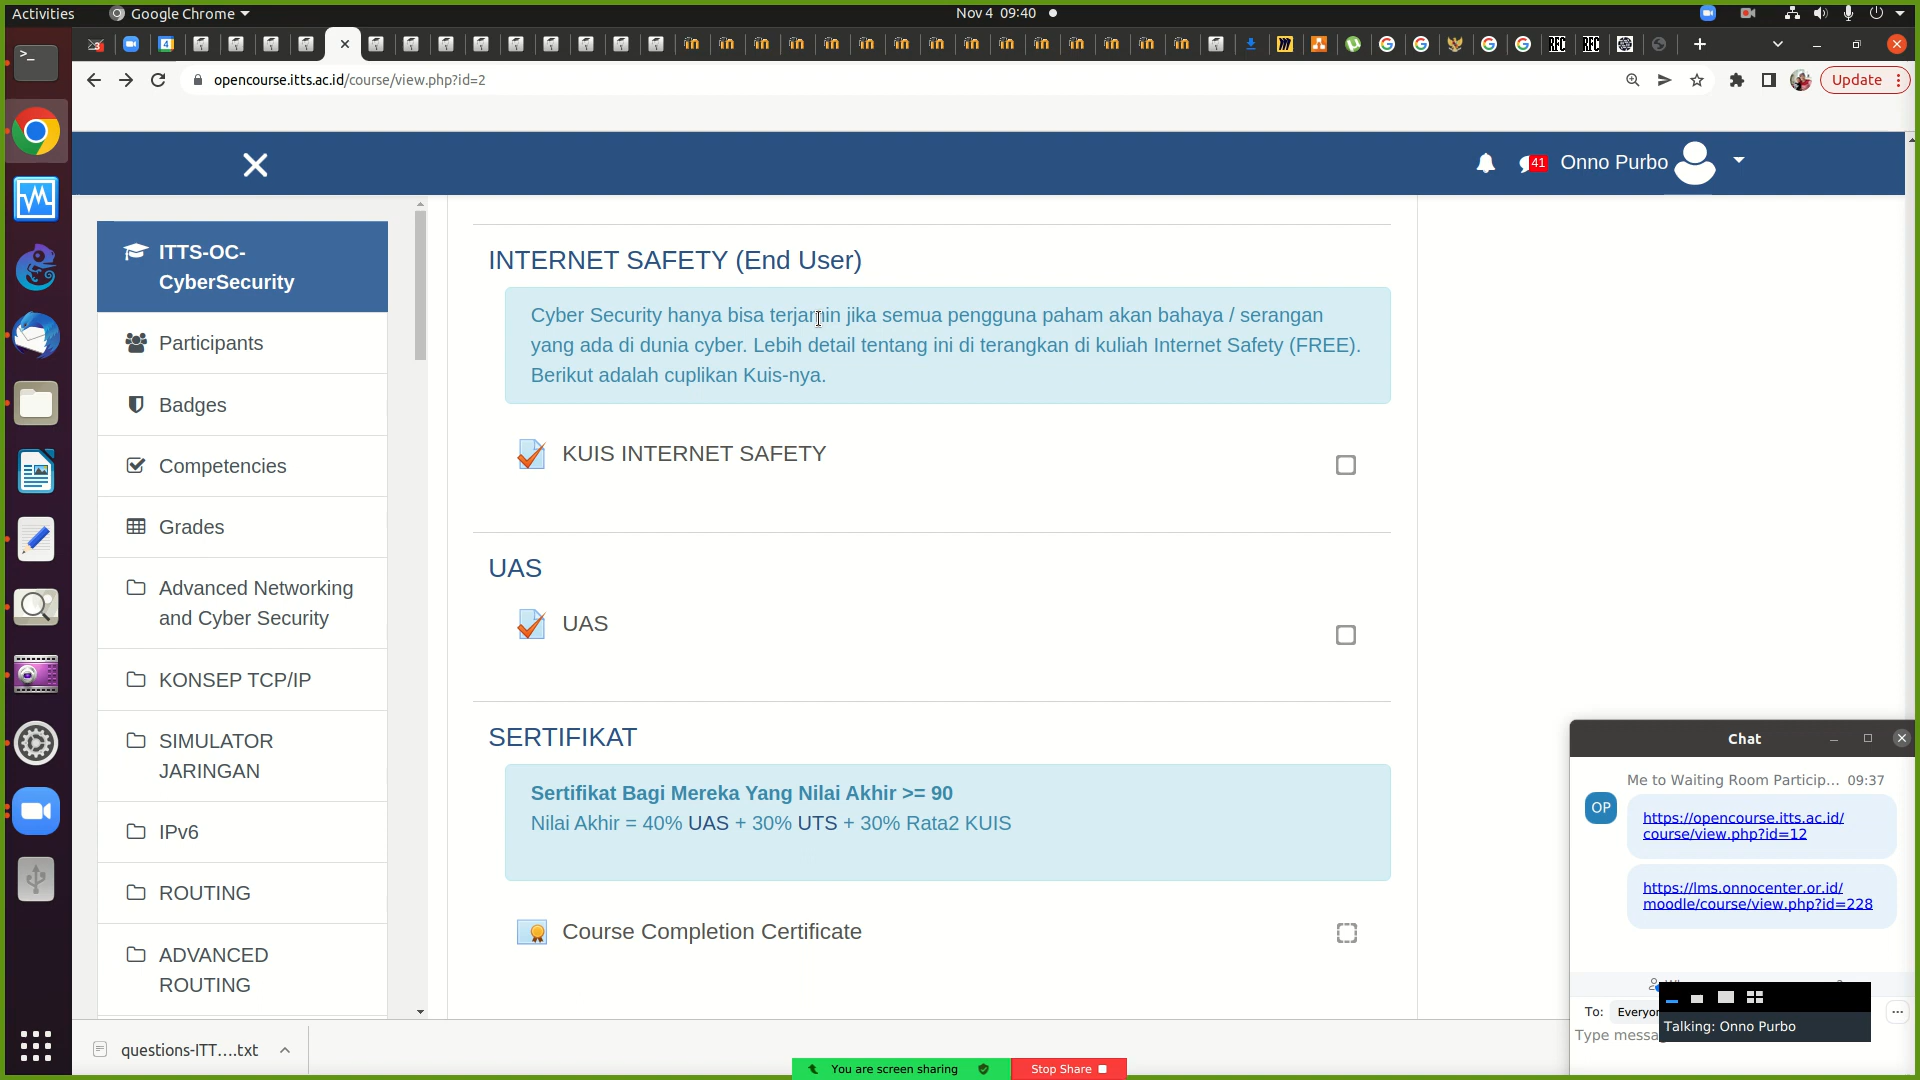 Activities
Google Chrome
Nov 4 09:40
opencourse.itts.ac.id/course/view.php?id=2
Update
41
Onno Purbo
ITTS-OC-
CyberSecurity
Participants
Badges
Competencies
Grades
Advanced Networking
and Cyber Security
KONSEP TCP/IP
SIMULATOR
JARINGAN
IPv6
ROUTING
ADVANCED
ROUTING
INTERNET SAFETY (End User)
Cyber Security hanya bisa terjamin jika semua pengguna paham akan bahaya / serangan
yang ada di dunia cyber. Lebih detail tentang ini di terangkan di kuliah Internet Safety (FREE).
Berikut adalah cuplikan Kuis-nya.
KUIS INTERNET SAFETY
UAS
UAS
SERTIFIKAT
Sertifikat Bagi Mereka Yang Nilai Akhir >= 90
Nilai Akhir = 40% UAS + 30% UTS + 30% Rata2 KUIS
Course Completion Certificate
Chat
Me to Waiting Room Particip... 09:37
OP
https://opencourse.itts.ac.id/
course/view.php?id=12
https://lms.onnocenter.or.id/
moodle/course/view.php?id=228
To:
Talking: Onno Purbo
questions-ITT....txt
You are screen sharing
Stop Share